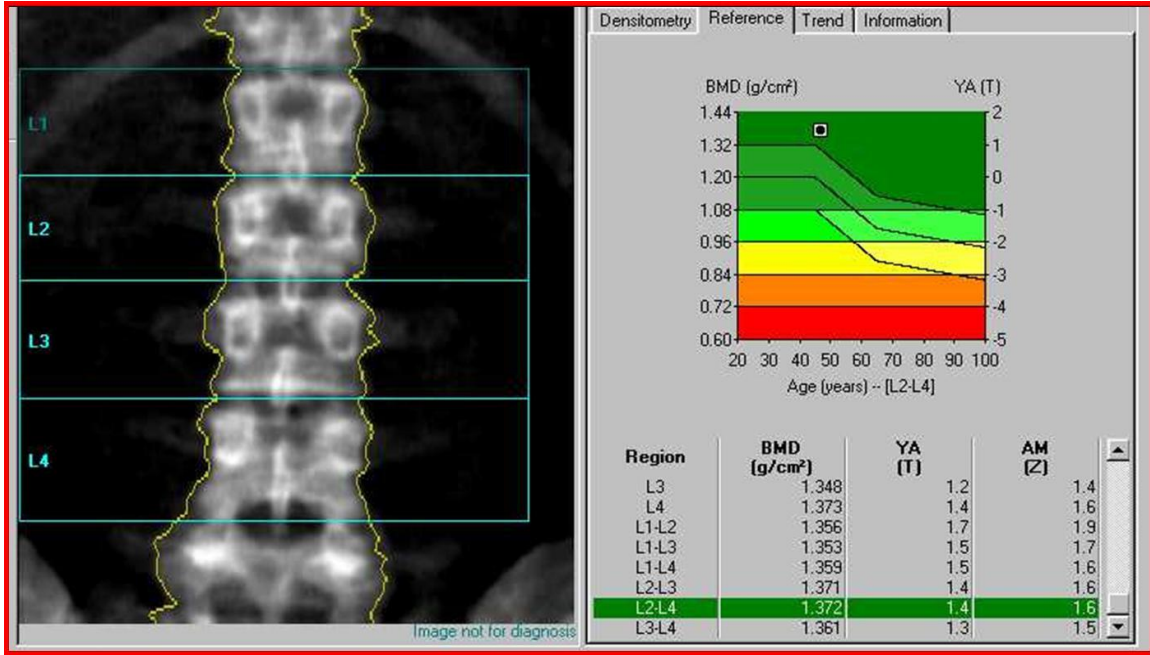 L1
L2
L3
L4
Image not for diagnosis
Densitometry Reference Trend Information
BMD (g/cm²) YA (T)
1.44 2
1.32 1
1.20 0
1.08 -1
0.96 -2
0.84 -3
0.72 -4
0.60 -5
20 30 40 50 60 70 80 90 100
Age (years) -- [L2-L4]
Region BMD (g/cm²) YA (T) AM (Z)
L3 1.348 1.2 1.4
L4 1.373 1.4 1.6
L1-L2 1.356 1.7 1.9
L1-L3 1.353 1.5 1.7
L1-L4 1.359 1.5 1.6
L2-L3 1.371 1.4 1.6
L2-L4 1.372 1.4 1.6
L3-L4 1.361 1.3 1.5